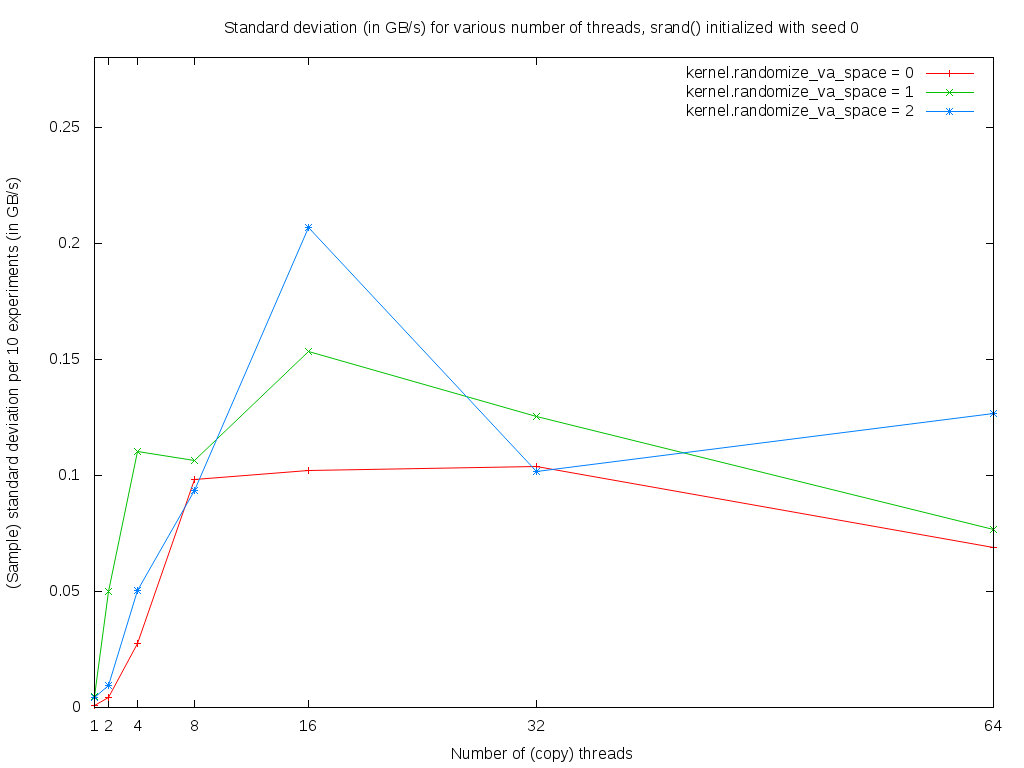 Standard deviation (in GB/s) for various number of threads, srand() initialized with seed 0
kernel.randomize_va_space = 0
kernel.randomize_va_space = 1
kernel.randomize_va_space = 2
0.25
0.2
0.15
0.1
0.05
0
(Sample) standard deviation per 10 experiments (in GB/s)
1 2 4 8 16 32 64
Number of (copy) threads